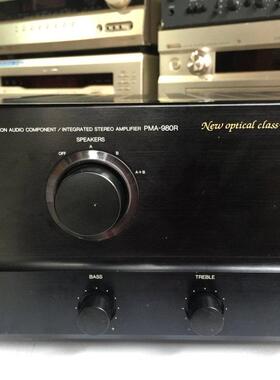 ON AUDIO COMPONENT / INTEGRATED STEREO AMPLIFIER PMA-980R
New optical class
SPEAKERS
A
OFF B
A+B
BASS TREBLE